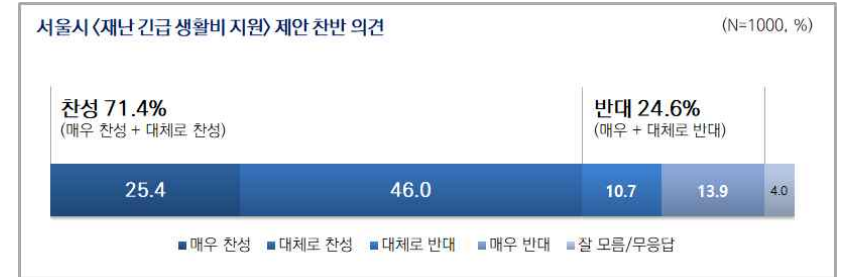 서울시 〈재난 긴급 생활비 지원〉 제안 찬반 의견 (N=1000, %)
찬성 71.4% 반대 24.6%
(매우 찬성 + 대체로 찬성) (매우 + 대체로 반대)
25.4 46.0 10.7 13.9 4.0
■매우 찬성 ■대체로 찬성 ■대체로 반대 ■매우 반대 ■잘 모름/무응답